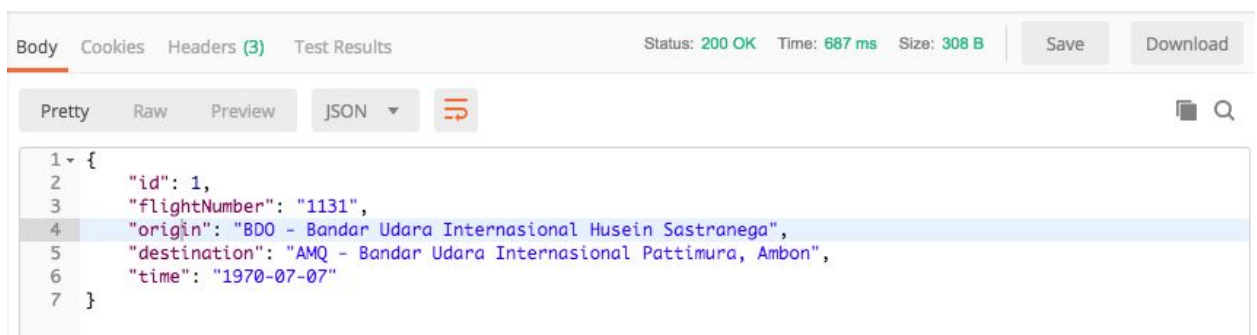 Body Cookies Headers (3) Test Results Status: 200 OK Time: 687 ms Size: 308 B Save Download
Pretty Raw Preview JSON
1 {
2 "id": 1,
3 "flightNumber": "1131",
4 "origin": "BDO - Bandar Udara Internasional Husein Sastranega",
5 "destination": "AMQ - Bandar Udara Internasional Pattimura, Ambon",
6 "time": "1970-07-07"
7 }